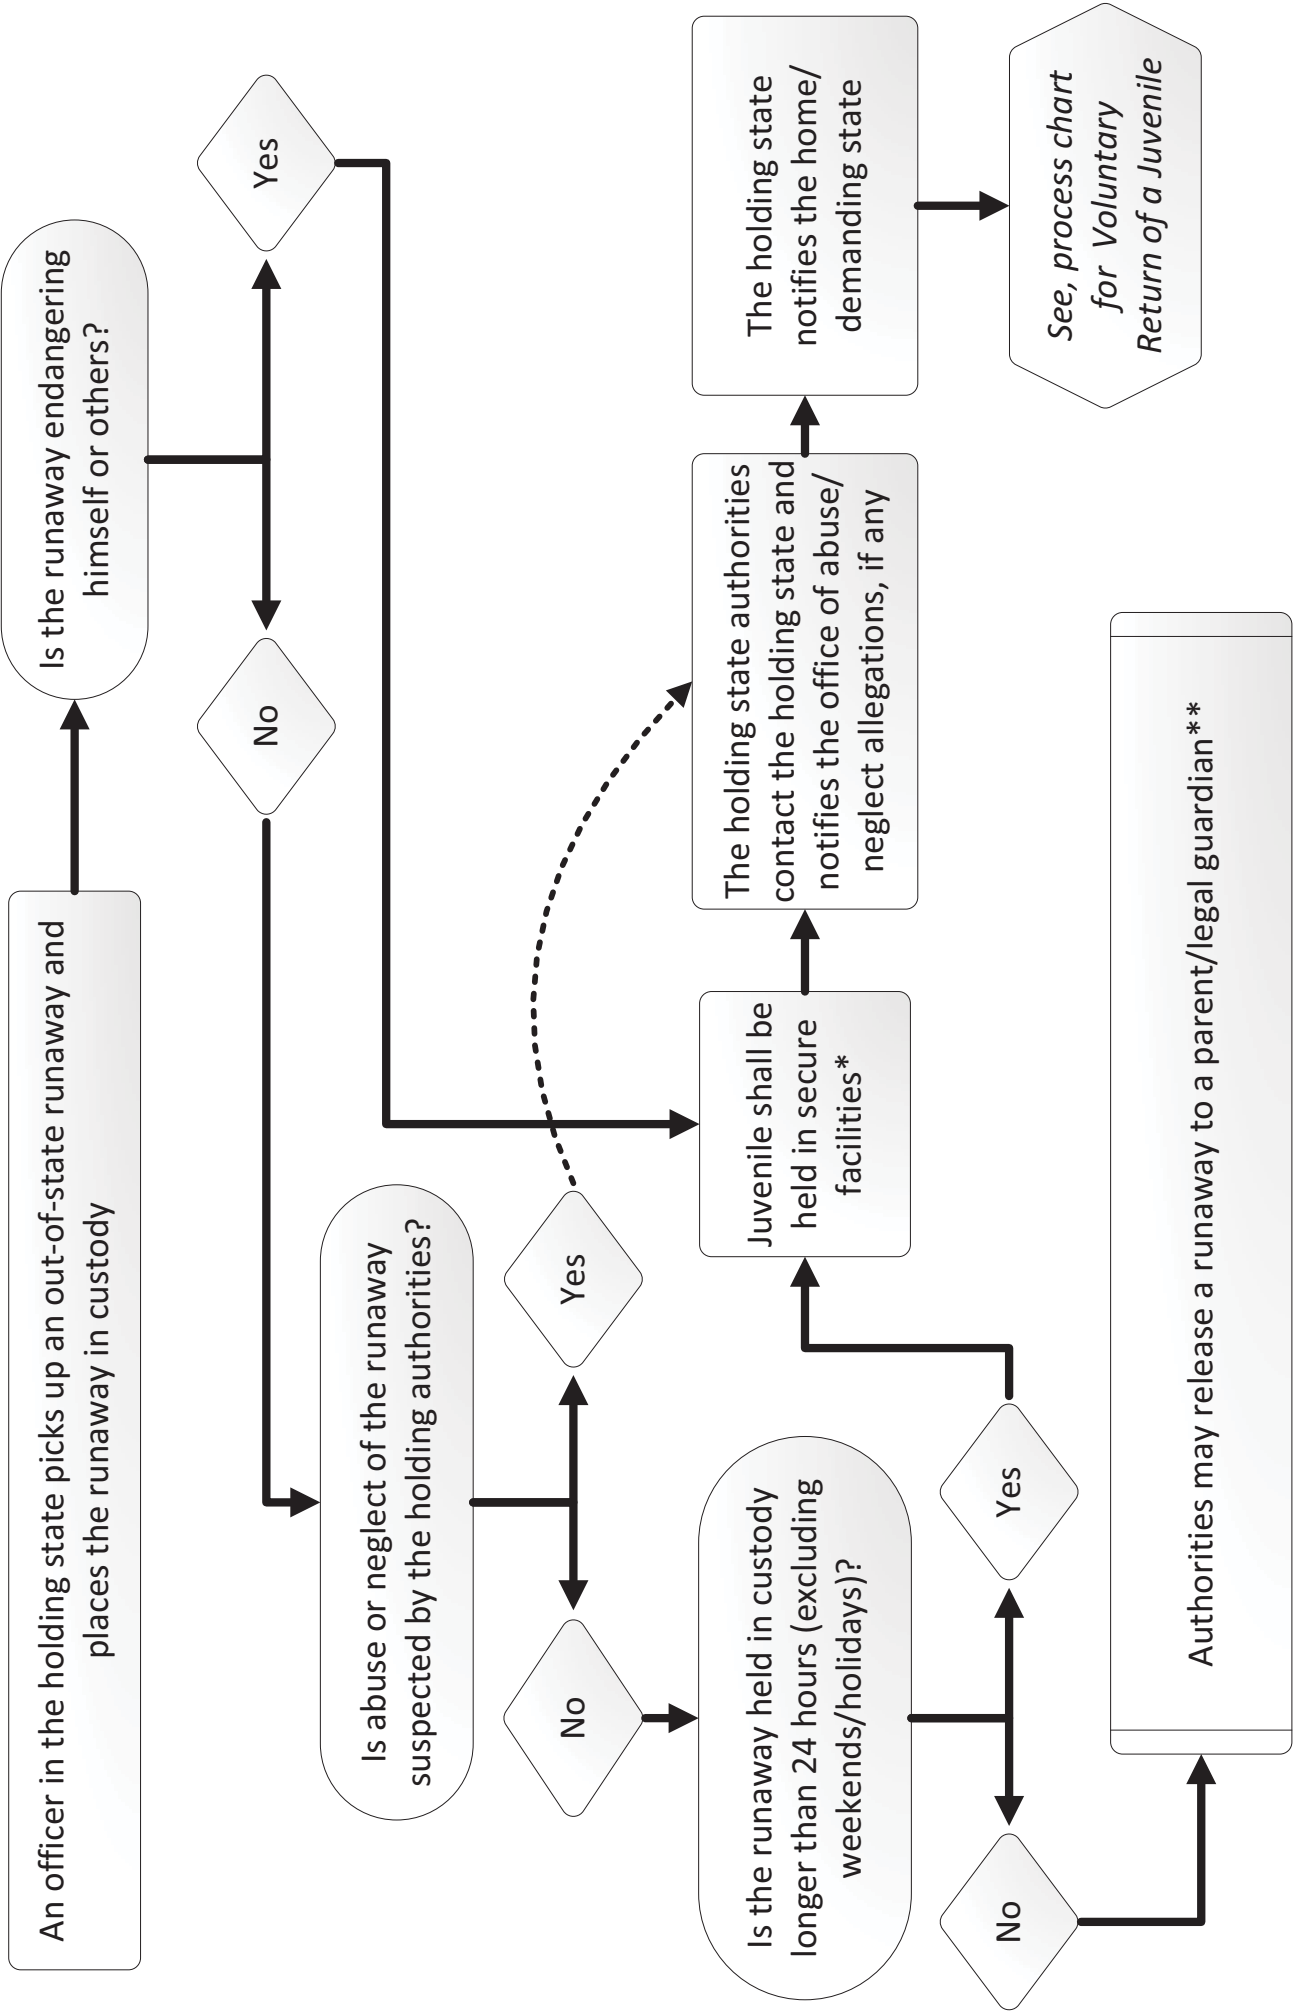 An officer in the holding state picks up an out-of-state runaway and
places the runaway in custody
Is the runaway endangering
himself or others?
No
Yes
Is abuse or neglect of the runaway
suspected by the holding authorities?
No
Yes
Is the runaway held in custody
longer than 24 hours (excluding
weekends/holidays)?
Juvenile shall be
held in secure
facilities*
The holding state authorities
contact the holding state and
notifies the office of abuse/
neglect allegations, if any
The holding state
notifies the home/
demanding state
No
Yes
See, process chart
for Voluntary
Return of a Juvenile
Authorities may release a runaway to a parent/legal guardian**